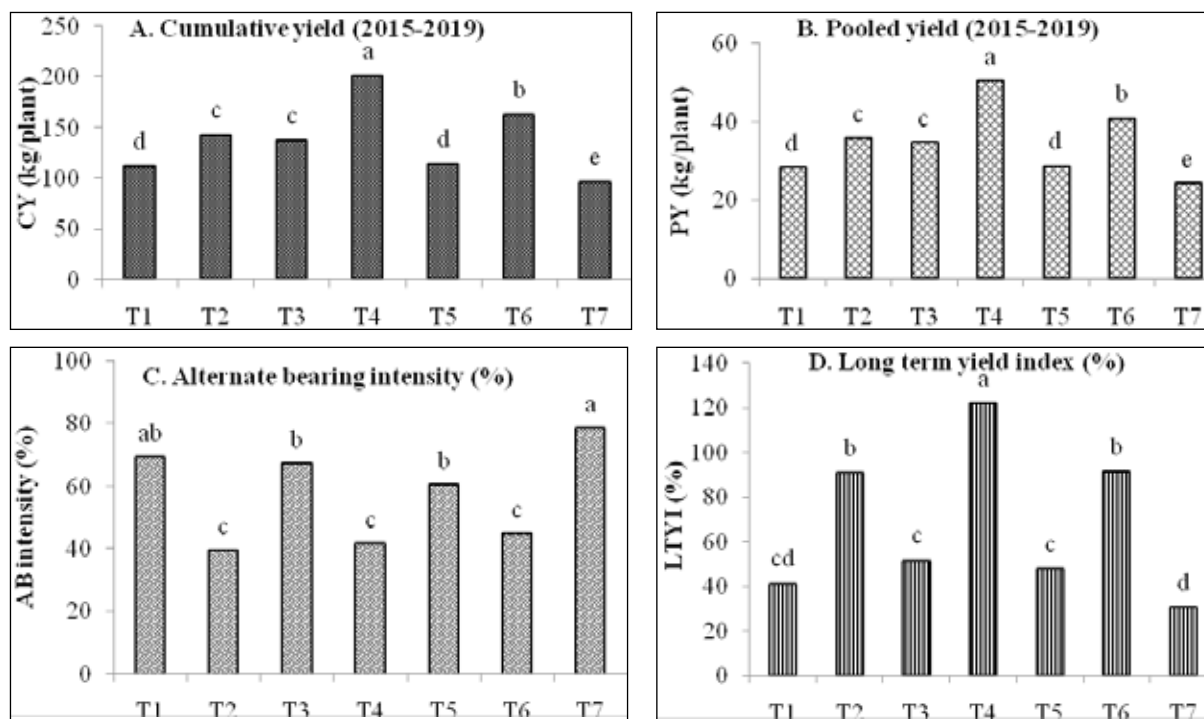 A. Cumulative yield (2015-2019)
CY (kg/plant)
250
200
150
100
50
0
d
c
c
a
d
b
e
T1 T2 T3 T4 T5 T6 T7
B. Pooled yield (2015-2019)
PY (kg/plant)
60
40
20
0
d
c
c
a
d
b
e
T1 T2 T3 T4 T5 T6 T7
C. Alternate bearing intensity (%)
AB intensity (%)
100
80
60
40
20
0
ab
c
b
c
b
c
a
T1 T2 T3 T4 T5 T6 T7
D. Long term yield index (%)
LTYI (%)
140
120
100
80
60
40
20
0
cd
b
c
a
c
b
d
T1 T2 T3 T4 T5 T6 T7